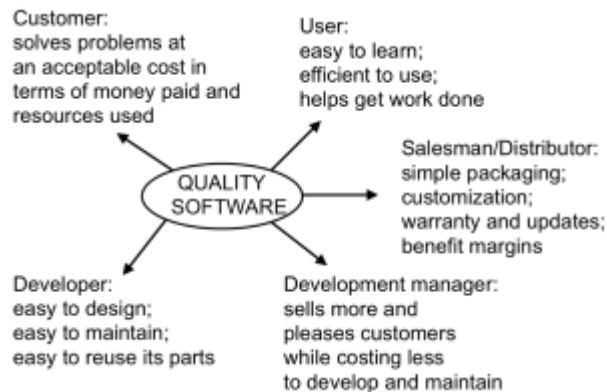 Customer:
solves problems at
an acceptable cost in
terms of money paid and
resources used
User:
easy to learn;
efficient to use;
helps get work done
Salesman/Distributor:
simple packaging;
customization;
warranty and updates;
benefit margins
QUALITY
SOFTWARE
Developer:
easy to design;
easy to maintain;
easy to reuse its parts
Development manager:
sells more and
pleases customers
while costing less
to develop and maintain